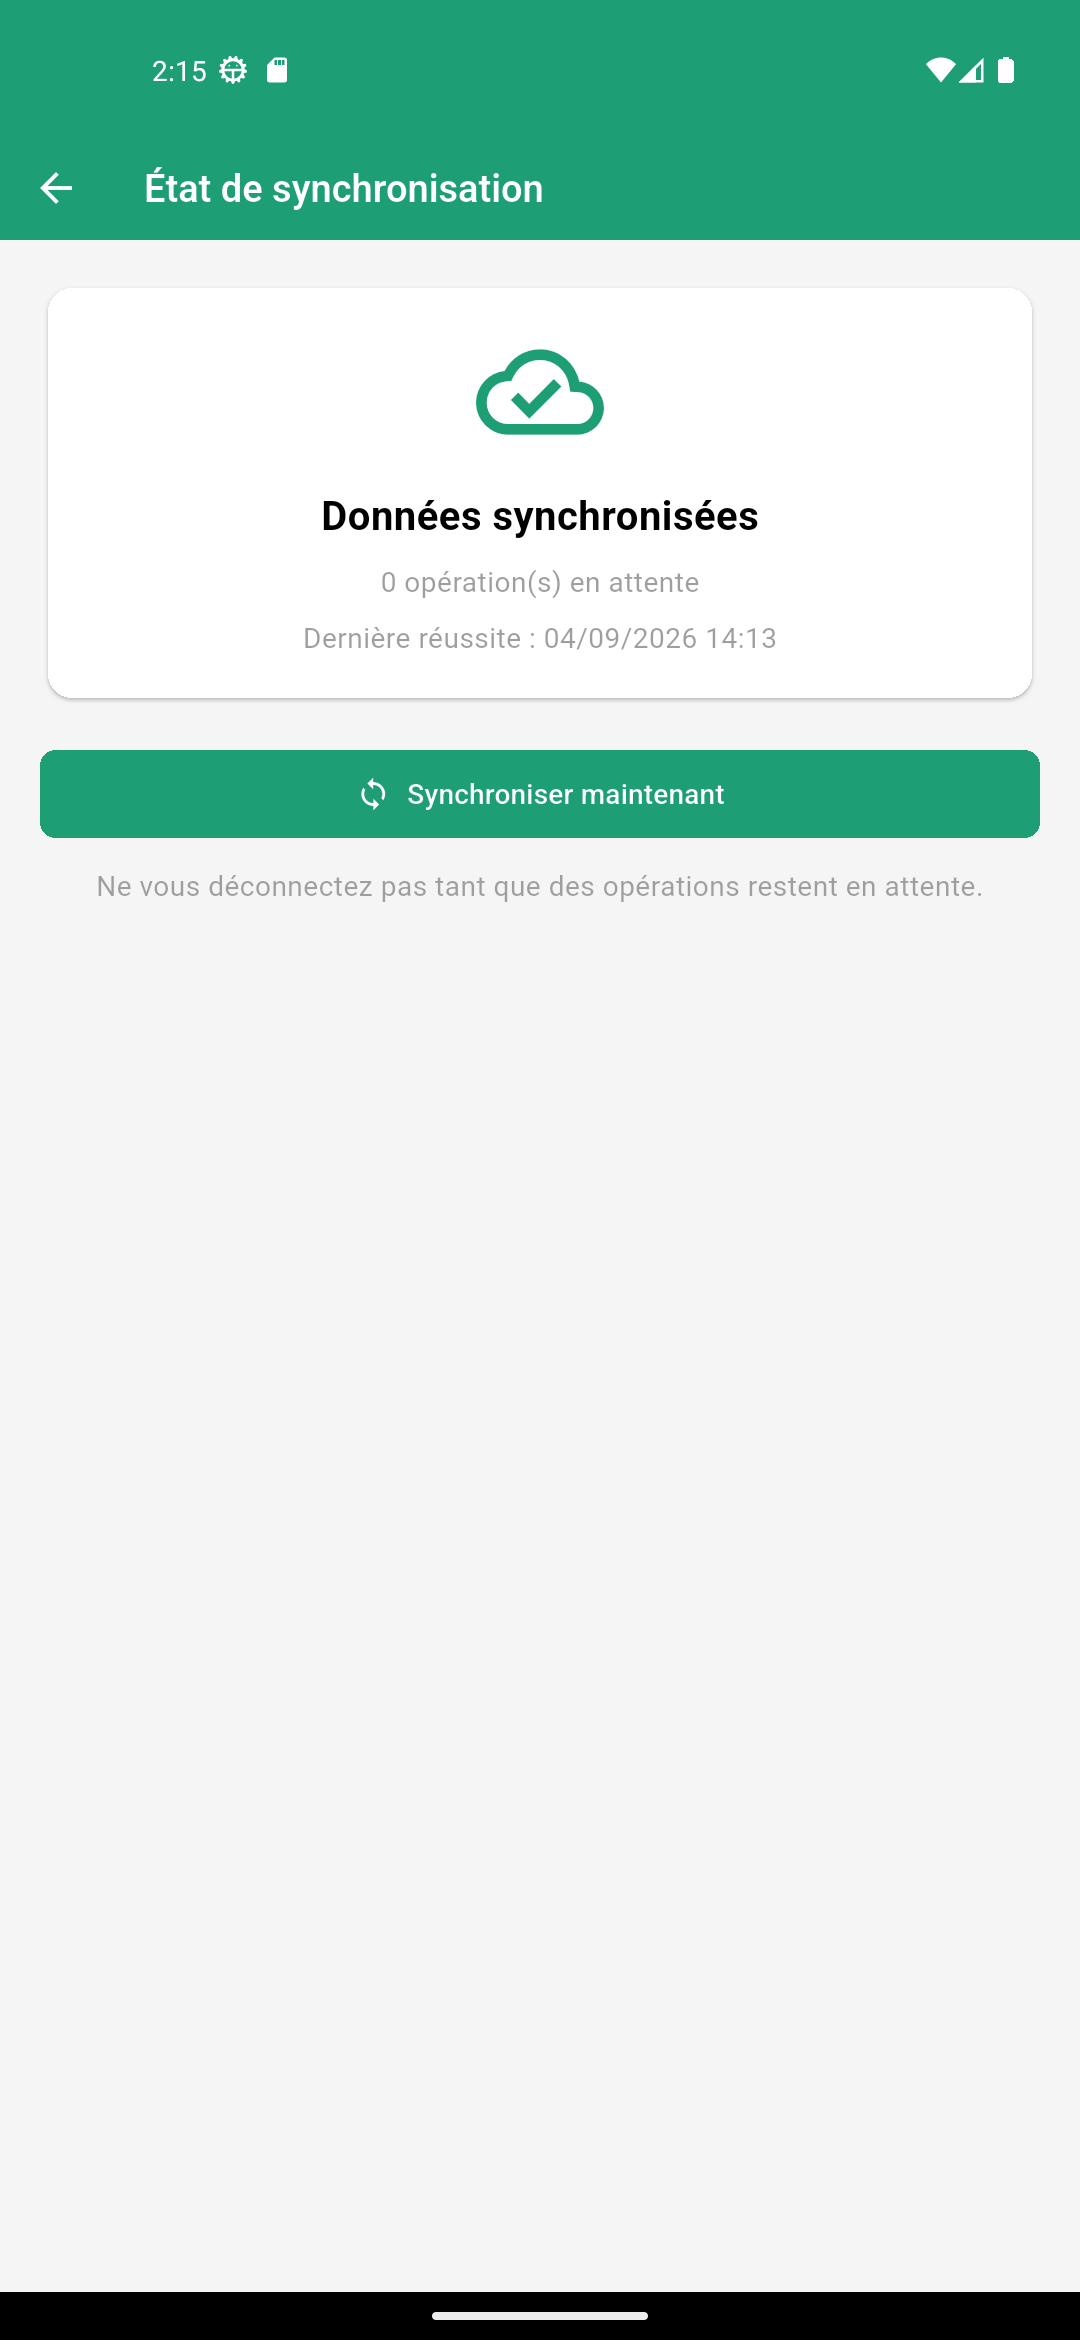 2:15
État de synchronisation
Données synchronisées
0 opération(s) en attente
Dernière réussite : 04/09/2026 14:13
Synchroniser maintenant
Ne vous déconnectez pas tant que des opérations restent en attente.